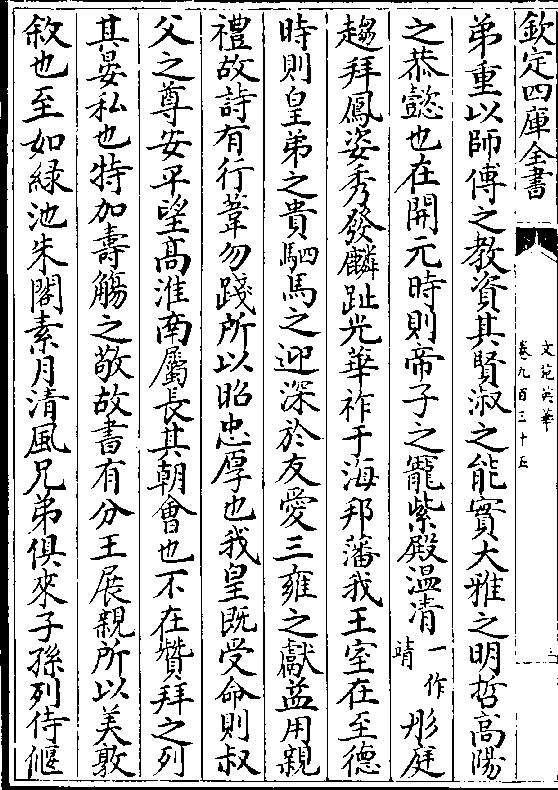 欽定四庫全書
文苑英華
卷九百三十五
三
弟重以師傅之教資其賢淑之能實大雅之明哲高陽
之恭懿也在開元時則帝子之寵紫殿温凊一作靖彤庭
趨拜鳳姿秀發麟趾光華祚于海邦藩我王室在至德
時則皇弟之貴駟馬之迎深於友愛三雍之獻益用親
禮故詩有行葦勿踐所以昭忠厚也我皇既受命則叔
父之尊安平望高淮南屬長其朝會也不在贊拜之列
其宴私也特加壽觴之敬故書有分王展親所以美敦
敘也至如綠池朱閣素月清風兄弟俱來子孫列侍偃